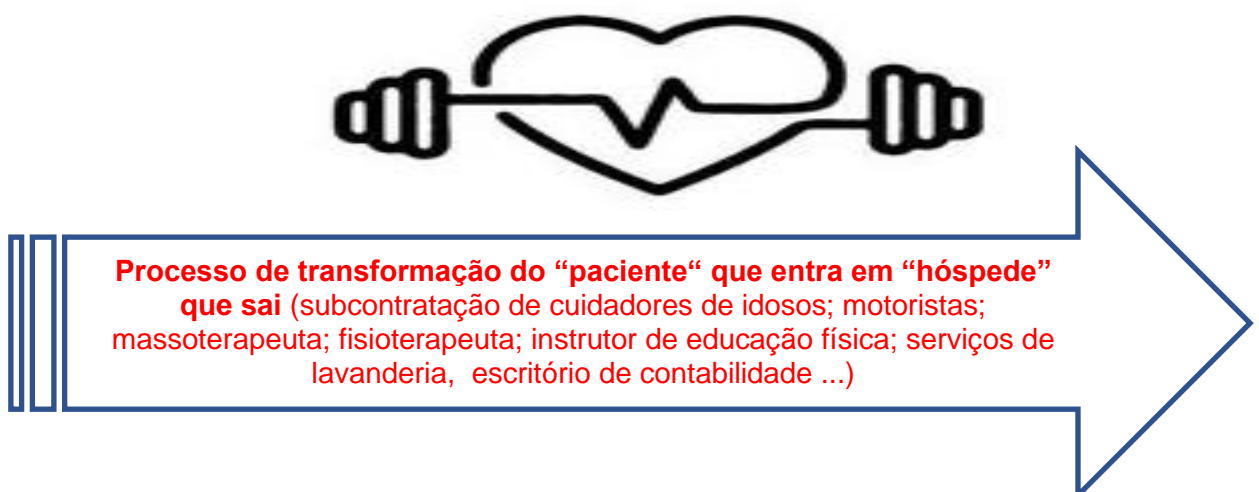 Processo de transformação do “paciente“ que entra em “hóspede”
que sai (subcontratação de cuidadores de idosos; motoristas;
massoterapeuta; fisioterapeuta; instrutor de educação física; serviços de
lavanderia,  escritório de contabilidade ...)